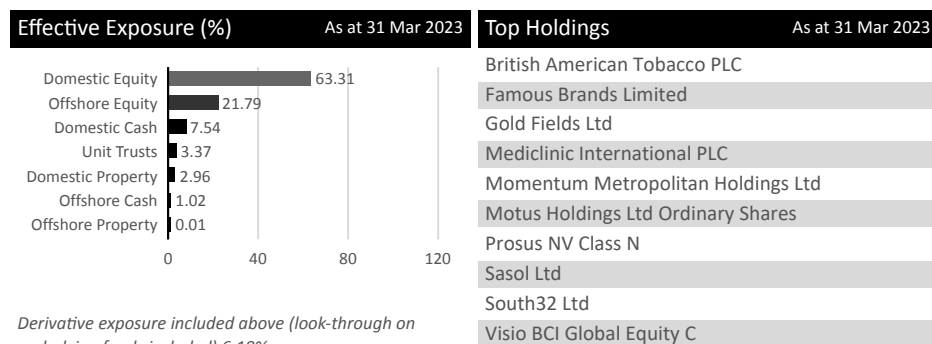 Effective Exposure (%) As at 31 Mar 2023
Domestic Equity 63.31
Offshore Equity 21.79
Domestic Cash 7.54
Unit Trusts 3.37
Domestic Property 2.96
Offshore Cash 1.02
Offshore Property 0.01
0 40 80 120
Derivative exposure included above (look-through on
Top Holdings As at 31 Mar 2023
British American Tobacco PLC
Famous Brands Limited
Gold Fields Ltd
Mediclinic International PLC
Momentum Metropolitan Holdings Ltd
Motus Holdings Ltd Ordinary Shares
Prosus NV Class N
Sasol Ltd
South32 Ltd
Visio BCI Global Equity C